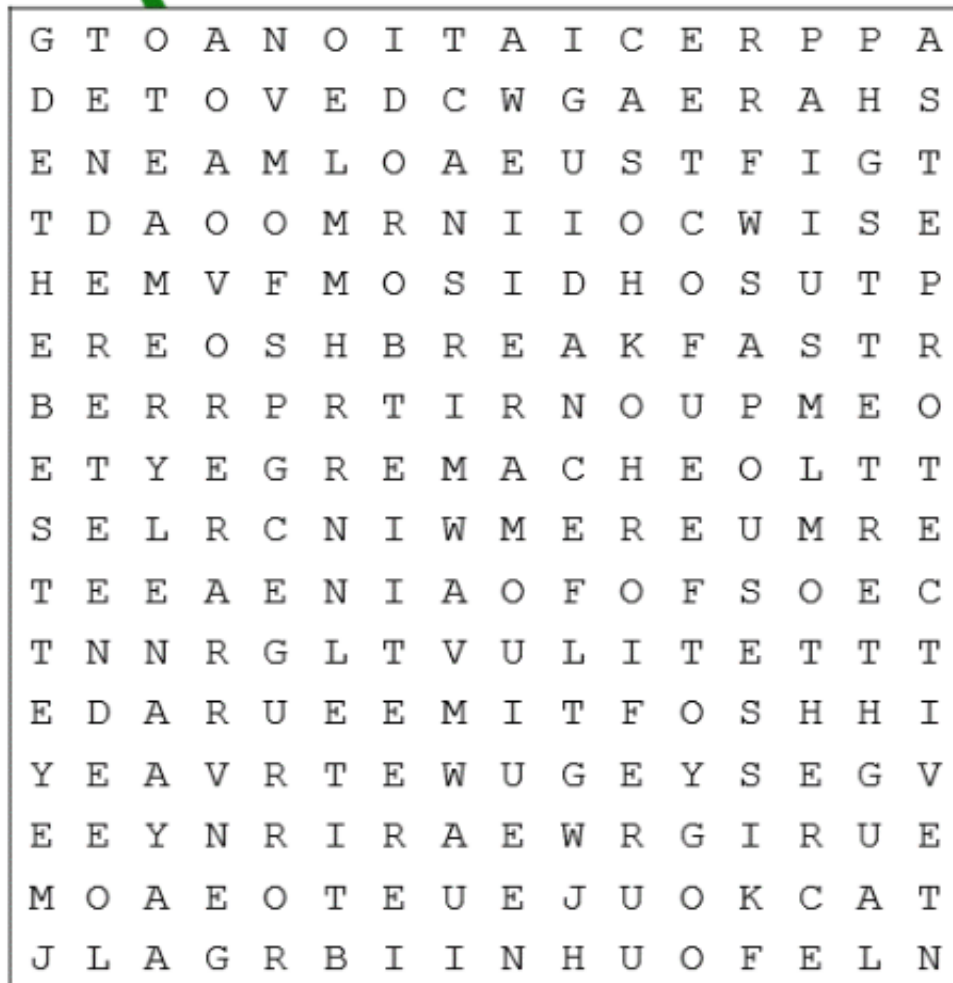 G T O A N O I T A I C E R P P A
D E T O V E D C W G A E R A H S
E N E A M L O A E U S T F I G T
T D A O O M R N I I O C W I S E
H E M V F M O S I D H O S U T P
E R E O S H B R E A K F A S T R
B E R R P R T I R N O U P M E O
E T Y E G R E M A C H E O L T T
S E L R C N I W M E R E U M R E
T E E A E N I A O F O F S O E C
T N N R G L T V U L I T E T T T
E D A R U E E M I T F O S H H I
Y E A V R T E W U G E Y S E G V
E E Y N R I R A E W R G I R U E
M O A E O T E U E J U O K C A T
J L A G R B I I N H U O F E L N